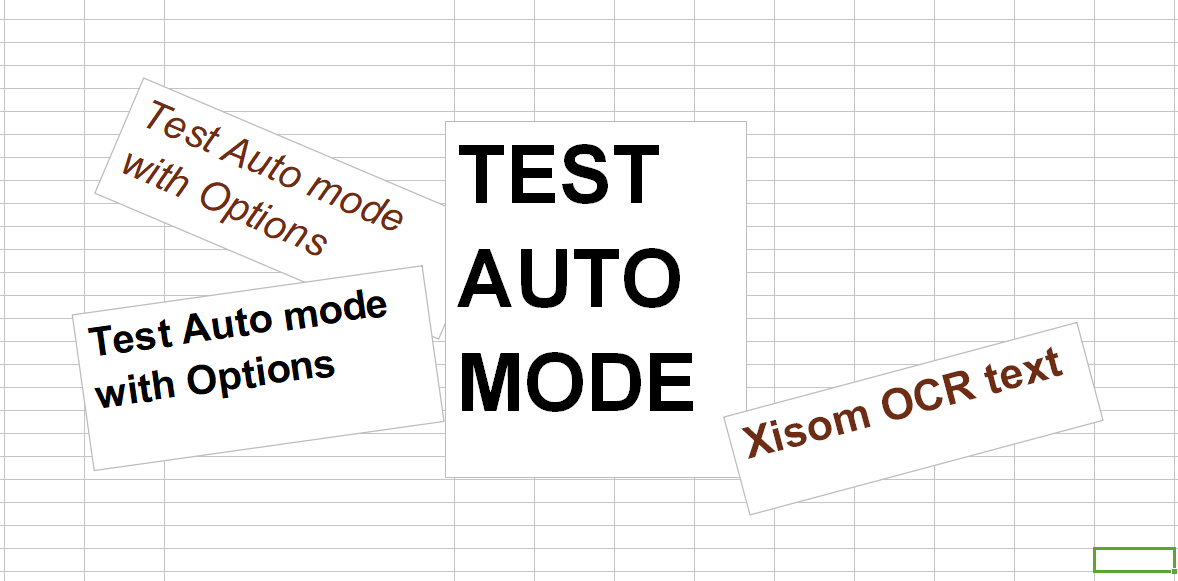 Test Auto mode
with Options
Test Auto mode
with Options
TEST
AUTO
MODE
Xisom OCR text